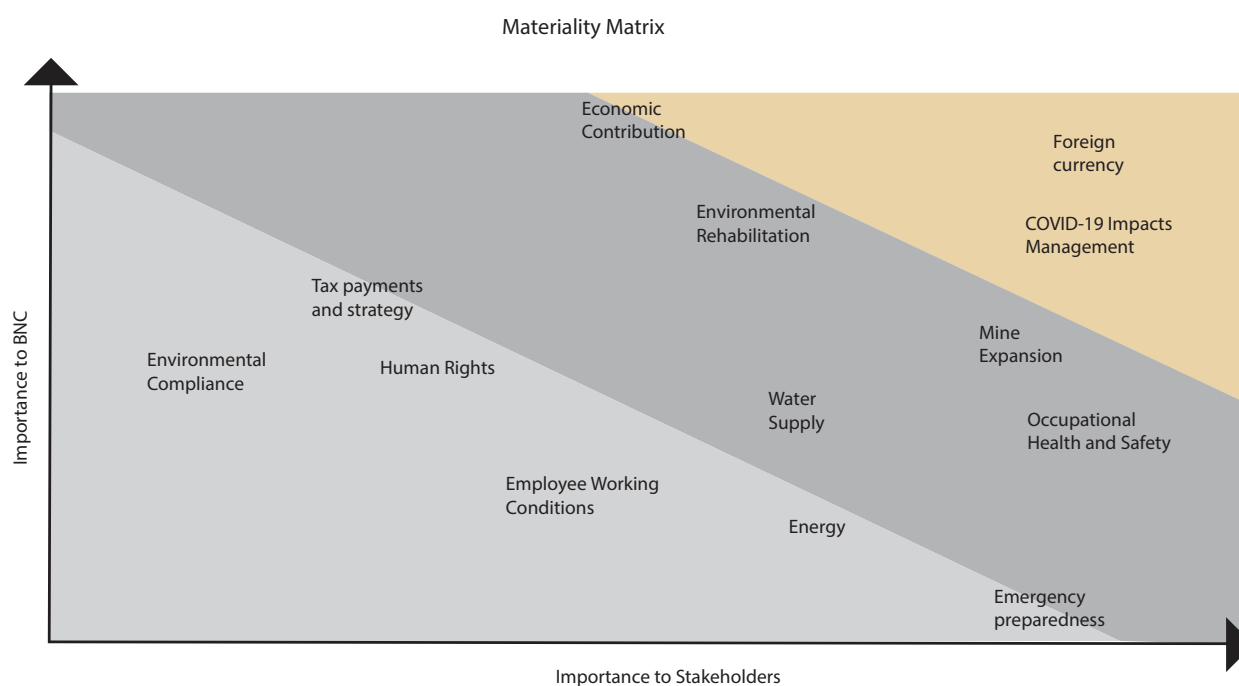 Materiality Matrix
Economic
Contribution
Foreign
currency
Environmental
Rehabilitation
COVID-19 Impacts
Management
Tax payments
and strategy
Mine
Expansion
Environmental
Compliance
Human Rights
Water
Supply
Occupational
Health and Safety
Employee Working
Conditions
Energy
Emergency
preparedness
Importance to BNC
Importance to Stakeholders